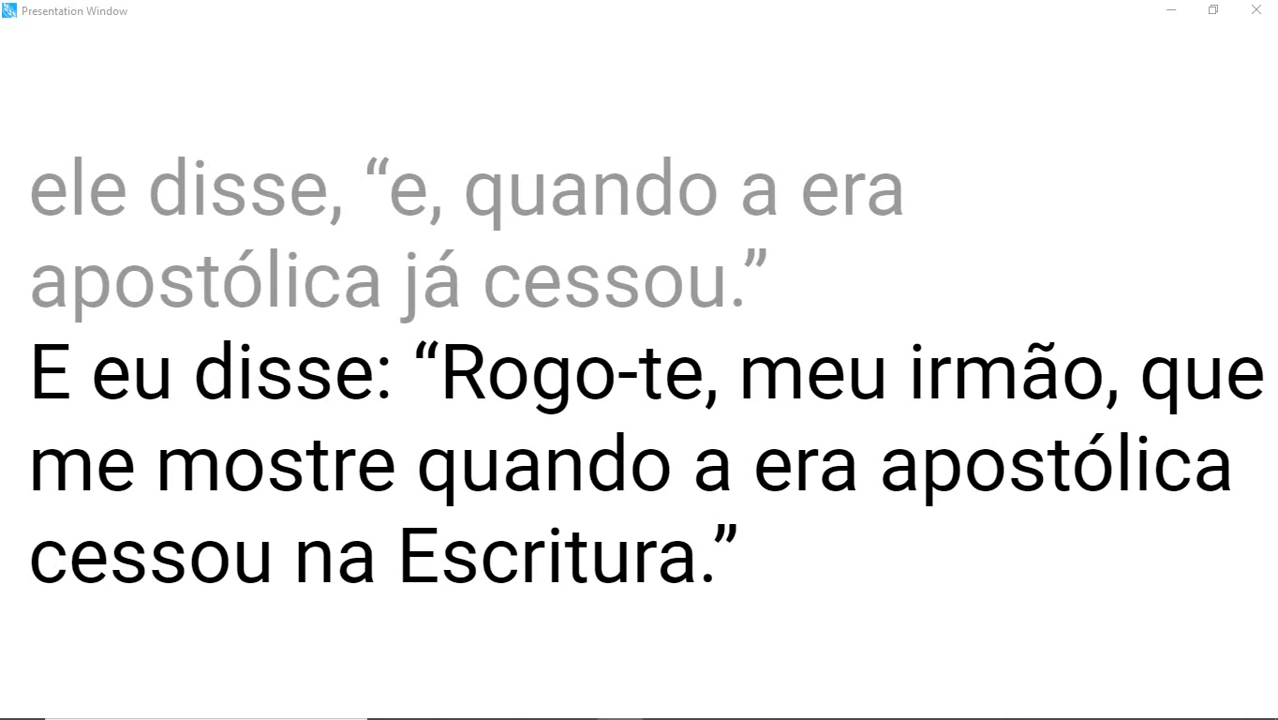 Presentation Window
ele disse, “e, quando a era
apostólica já cessou.”
E eu disse: “Rogo-te, meu irmão, que
me mostre quando a era apostólica
cessou na Escritura.”